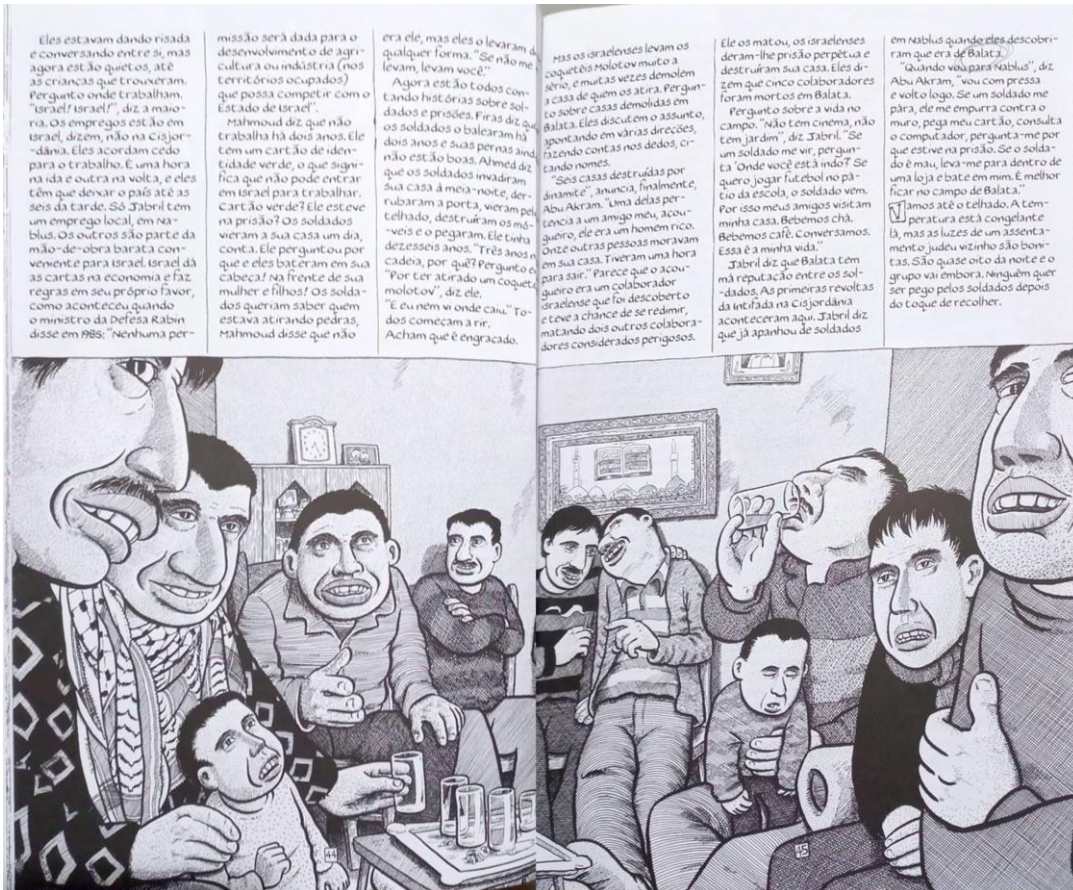 Eles estavam dando risada
e conversando entre si, mas
agora estão quietos, até
as crianças que trouxeram.
Pergunto onde trabalham.
"Israel! Israel!", diz a maio-
ria. Os empregos estão em
Israel, dizem, não na Cisjor-
-dânia. Eles acordam cedo
para o trabalho. É uma hora
na ida e outra na volta, e eles
têm que deixar o país até as
seis da tarde. Só Jabril tem
um emprego local, em Na-
blus. Os outros são parte da
mão-de-obra barata con-
veniente para Israel. Israel dá
as cartas na economia e faz
regras em seu próprio favor,
como aconteceu quando
o ministro da Defesa Rabin
disse em 1985: "Nenhuma per-
missão será dada para o
desenvolvimento de agri-
cultura ou indústria (nos
territórios ocupados)
que possa competir com o
Estado de Israel".
Mahmoud diz que não
trabalha há dois anos. Ele
tem um cartão de iden-
tidade verde, o que signi-
fica que não pode entrar
em Israel para trabalhar.
Cartão verde? Ele esteve
na prisão? Os soldados
vieram a sua casa um dia,
conta. Ele perguntou por
que e eles bateram em sua
cabeça! Na frente de sua
mulher e filhos! Os solda-
dos queriam saber quem
estava atirando pedras,
Mahmoud disse que não
era ele, mas eles o levaram de
qualquer forma. "Se não me
levam, levam você."
Agora estão todos con-
tando histórias sobre sol-
dados e prisões. Firas diz que
os soldados o balearam há
dois anos e suas pernas ainda
não estão boas. Ahmed diz
que os soldados invadiram
sua casa à meia-noite, der-
rubaram a porta, vieram pelo
telhado, destruíram os mó-
-veis e o pegaram. Ele tinha
dezesseis anos. "Três anos na
cadeia, por quê? Pergunto eu.
"Por ter atirado um coquetel
molotov", diz ele.
"E eu nem vi onde caiu." To-
dos começam a rir.
Acham que é engraçado.
Mas os israelenses levam os
coquetéis Molotov muito a
sério, e muitas vezes demolem
a casa de quem os atira. Pergun-
to sobre casas demolidas em
Balata. Eles discutem o assunto,
apontando em várias direções,
fazendo contas nos dedos, ci-
tando nomes.
"Seis casas destruídas por
dinamite", anuncia, finalmente,
Abu Akram. "Uma delas per-
tencia a um amigo meu, açou-
gueiro, ele era um homem rico.
Onze outras pessoas moravam
em sua casa. Tiveram uma hora
para sair." Parece que o açou-
gueiro era um colaborador
israelense que foi descoberto
e teve a chance de se redimir,
matando dois outros colabora-
dores considerados perigosos.
Ele os matou, os israelenses
deram-lhe prisão perpétua e
destruíram sua casa. Eles di-
zem que cinco colaboradores
foram mortos em Balata.
Pergunto sobre a vida no
campo. "Não tem cinema, não
tem jardim", diz Jabril. "Se
um soldado me vir, pergun-
ta 'Onde você está indo? Se
quero jogar futebol no pá-
tio da escola, o soldado vem.
Por isso meus amigos visitam
minha casa. Bebemos chá.
Bebemos café. Conversamos.
Essa é a minha vida."
Jabril diz que Balata tem
má reputação entre os sol-
-dados. As primeiras revoltas
da Intifada na Cisjordânia
aconteceram aqui. Jabril diz
que já apanhou de soldados
em Nablus quando eles descobri-
ram que era de Balata.
"Quando vou para Nablus", diz
Abu Akram, "vou com pressa
e volto logo. Se um soldado me
pára, ele me empurra contra o
muro, pega meu cartão, consulta
o computador, pergunta-me por
que estive na prisão. Se o solda-
do é mau, leva-me para dentro de
uma loja e bate em mim. É melhor
ficar no campo de Balata."
Vamos até o telhado. A tem-
peratura está congelante
lá, mas as luzes de um assenta-
mento judeu vizinho são boni-
tas. São quase oito da noite e o
grupo vai embora. Ninguém quer
ser pego pelos soldados depois
do toque de recolher.
44
45